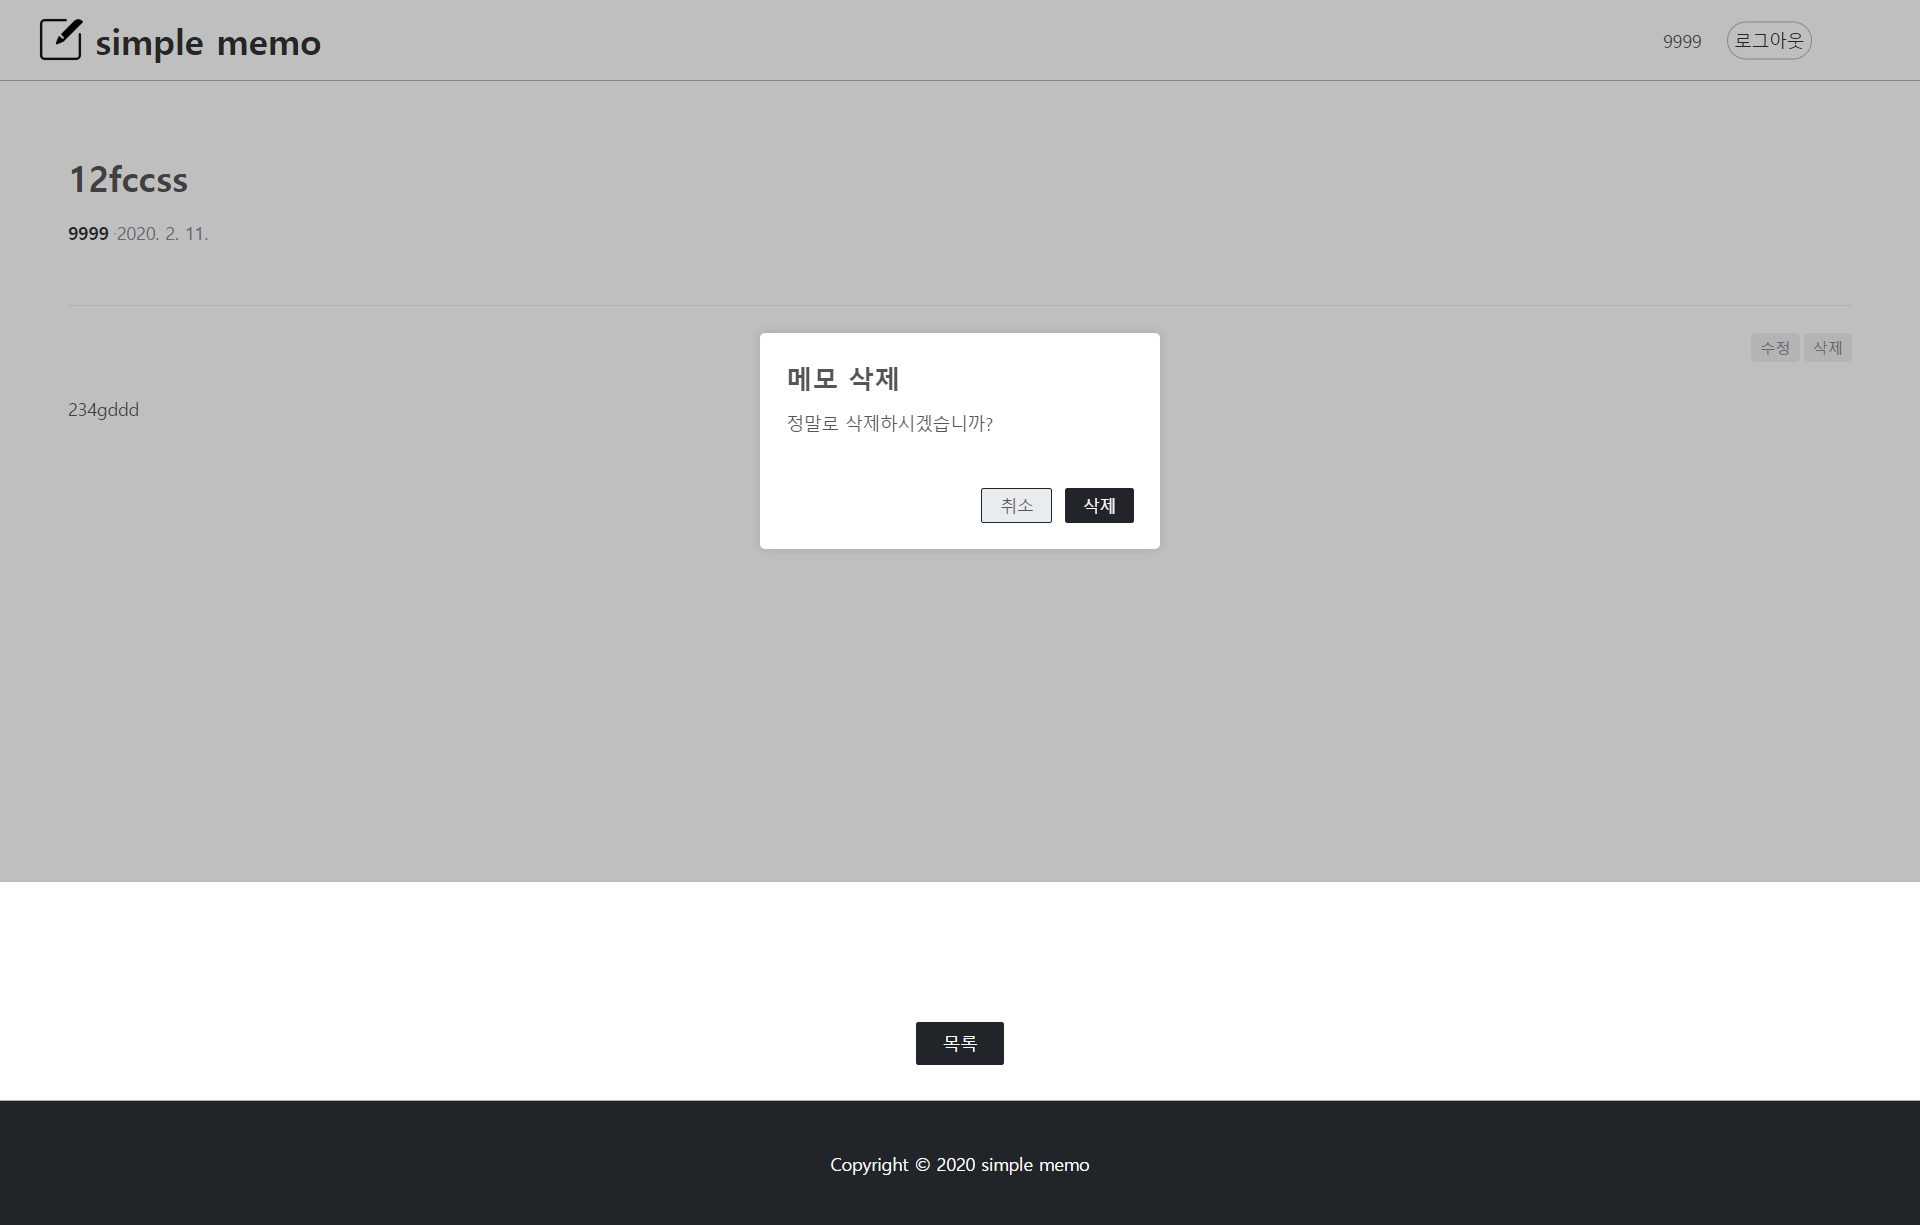 simple memo
9999
로그아웃
12fccss
9999 ·2020. 2. 11.
수정
삭제
234gddd
메모 삭제
정말로 삭제하시겠습니까?
취소
삭제
목록
Copyright © 2020 simple memo